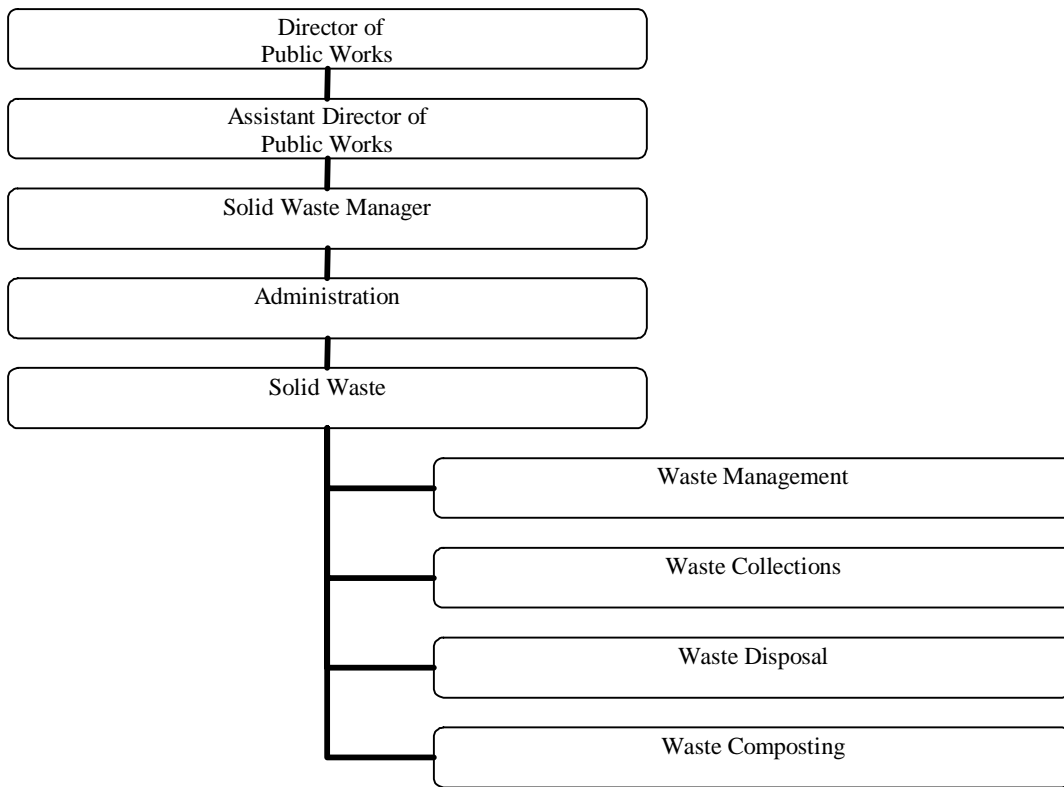 Director of
Public Works
Assistant Director of
Public Works
Solid Waste Manager
Administration
Solid Waste
Waste Management
Waste Collections
Waste Disposal
Waste Composting